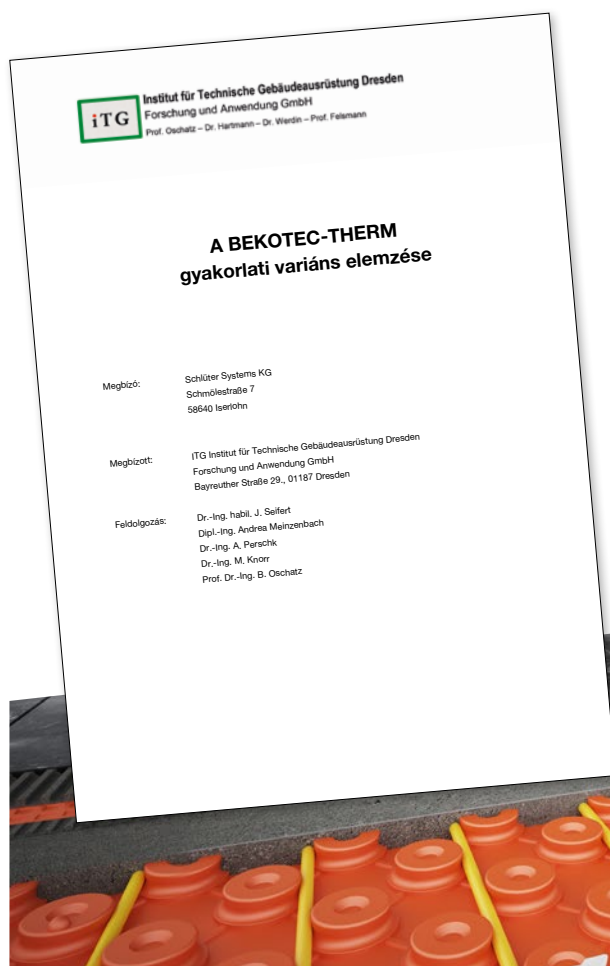 iTG
Institut für Technische Gebäudeausrüstung Dresden
Forschung und Anwendung GmbH
Prof. Oschatz – Dr. Hartmann – Dr. Werdin – Prof. Felsmann
A BEKOTEC-THERM
gyakorlati variáns elemzése
Megbízó:
Schlüter Systems KG
Schmölestraße 7
58640 Iserlohn
Megbízott:
ITG Institut für Technische Gebäudeausrüstung Dresden
Forschung und Anwendung GmbH
Bayreuther Straße 29., 01187 Dresden
Feldolgozás:
Dr.-Ing. habil. J. Seifert
Dipl.-Ing. Andrea Meinzenbach
Dr.-Ing. A. Perschk
Dr.-Ing. M. Knorr
Prof. Dr.-Ing. B. Oschatz